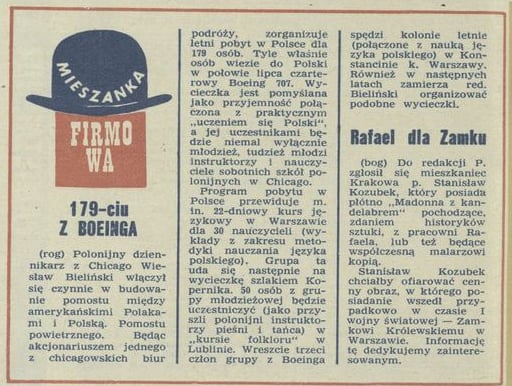 MIESZANKA
FIRMO
WA
179-ciu
Z BOEINGA
(rog) Polonijny dzien-
nikarz z Chicago Wie-
sław Bieliński włączył
się czynnie w budowa-
nie pomostu między
amerykańskimi Polaka-
mi i Polską. Pomostu
powietrznego. Będąc
akcjonariuszem jednego
z chicagowskich biur
podróży, zorganizuje
letni pobyt w Polsce dla
179 osób. Tyle właśnie
osób wiezie do Polski
w połowie lipca czarte-
rowy Boeing 707. Wy-
cieczka jest pomyślana
jako przyjemność połą-
czona z praktycznym
„uczeniem się Polski",
a jej uczestnikami bę-
dzie niemal wyłącznie
młodzież, tudzież młodzi
instruktorzy i nauczy-
ciele sobotnich szkół po-
lonijnych w Chicago.
Program pobytu w
Polsce przewiduje m.
in. 22-dniowy kurs ję-
zykowy w Warszawie
dla 30 nauczycieli (wy-
kłady z zakresu meto-
dyki nauczania języka
polskiego). Grupa ta
uda się następnie na
wycieczkę szlakiem Ko-
pernika. 50 osób z gru-
py młodzieżowej będzie
uczestniczyć (jako przy-
szli polonijni instrukto-
rzy pieśni i tańca) w
„kursie folkloru" w
Lublinie. Wreszcie trzeci
człon grupy z Boeinga
spędzi kolonie letnie
(połączone z nauką ję-
zyka polskiego) w Kon-
stancinie k. Warszawy.
Również w następnych
latach zamierza red.
Bieliński organizować
podobne wycieczki.
Rafael dla Zamku
(bog) Do redakcji P.
zgłosił się mieszkaniec
Krakowa p. Stanisław
Kozubek, który posiada
płótno „Madonna z kan-
delabrem" pochodzące,
zdaniem historyków
sztuki, z pracowni Ra-
faela, lub też będące
współczesną malarzowi
kopią.
Stanisław Kozubek
chciałby ofiarować cen-
ny obraz, w którego po-
siadanie wszedł przy-
padkowo w czasie I
wojny światowej — Zam-
kowi Królewskiemu w
Warszawie. Informację
tę dedykujemy zaintere-
sowanym.